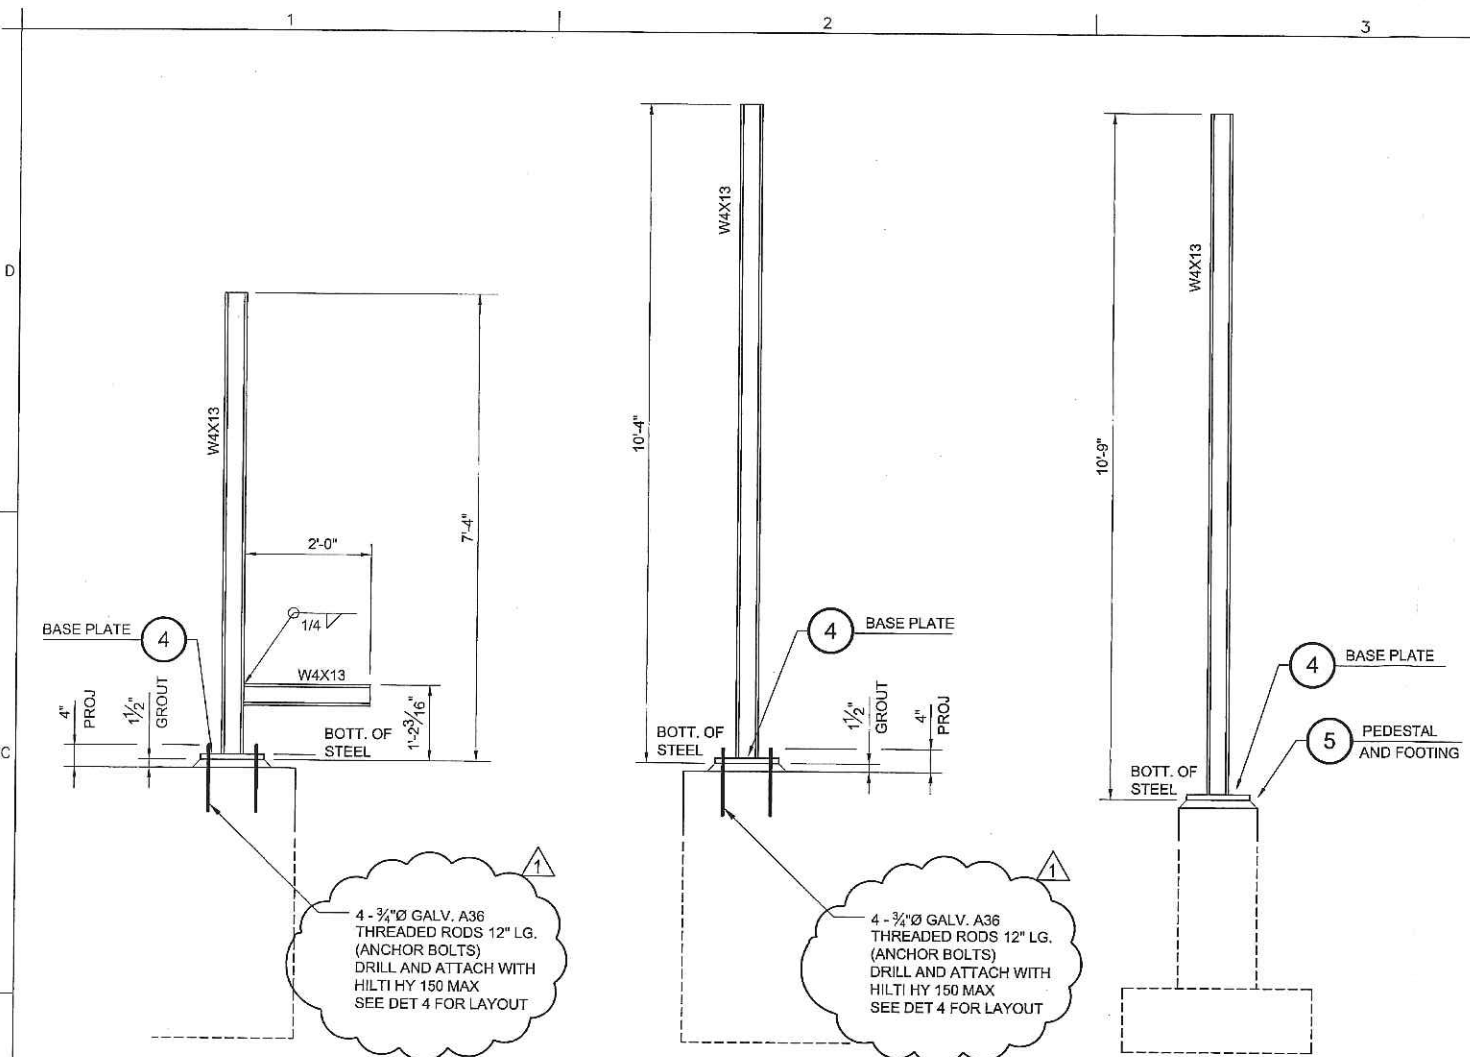 1
2
3
D
C
W4X13
7'-4"
2'-0"
1/4
BASE PLATE
4
W4X13
4"
PROJ
1½"
GROUT
BOTT. OF
STEEL
1'-2³⁄₁₆"
1
4 - ¾"Ø GALV. A36
THREADED RODS 12" LG.
(ANCHOR BOLTS)
DRILL AND ATTACH WITH
HILTI HY 150 MAX
SEE DET 4 FOR LAYOUT
W4X13
10'-4"
4
BASE PLATE
BOTT. OF
STEEL
1½"
GROUT
4"
PROJ
1
4 - ¾"Ø GALV. A36
THREADED RODS 12" LG.
(ANCHOR BOLTS)
DRILL AND ATTACH WITH
HILTI HY 150 MAX
SEE DET 4 FOR LAYOUT
W4X13
10'-9"
4
BASE PLATE
5
PEDESTAL
AND FOOTING
BOTT. OF
STEEL